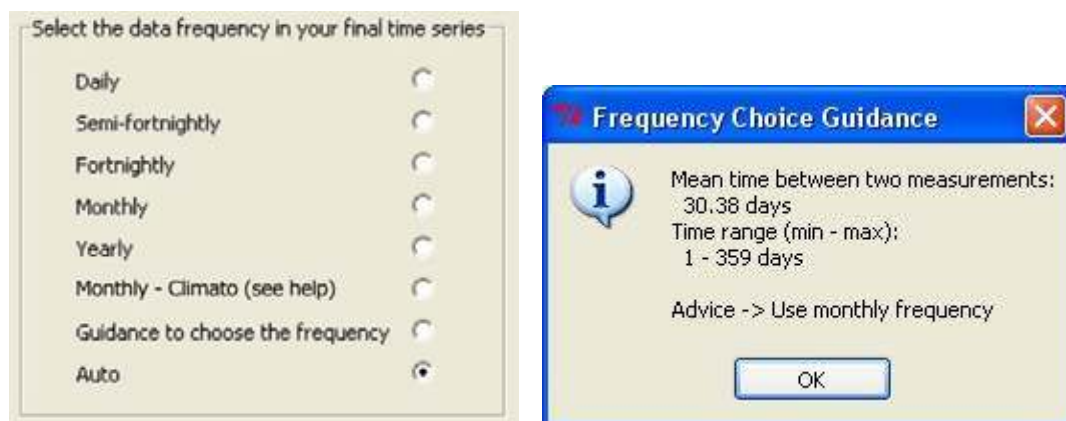 Select the data frequency in your final time series
Daily
Semi-fortnightly
Fortnightly
Monthly
Yearly
Monthly - Climato (see help)
Guidance to choose the frequency
Auto
Frequency Choice Guidance
Mean time between two measurements:
30.38 days
Time range (min - max):
1 - 359 days
Advice -> Use monthly frequency
OK